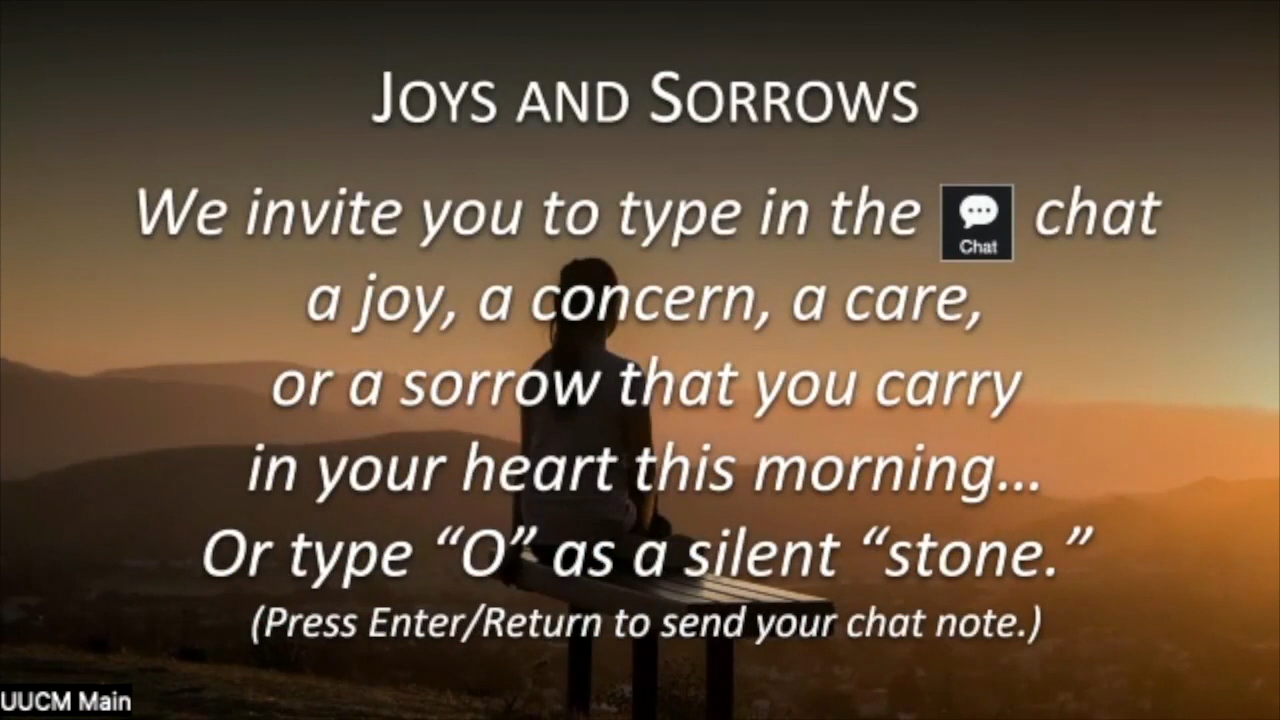 JOYS AND SORROWS
We invite you to type in the Chat chat
a joy, a concern, a care,
or a sorrow that you carry
in your heart this morning...
Or type “O” as a silent “stone.”
(Press Enter/Return to send your chat note.)
UUCM Main